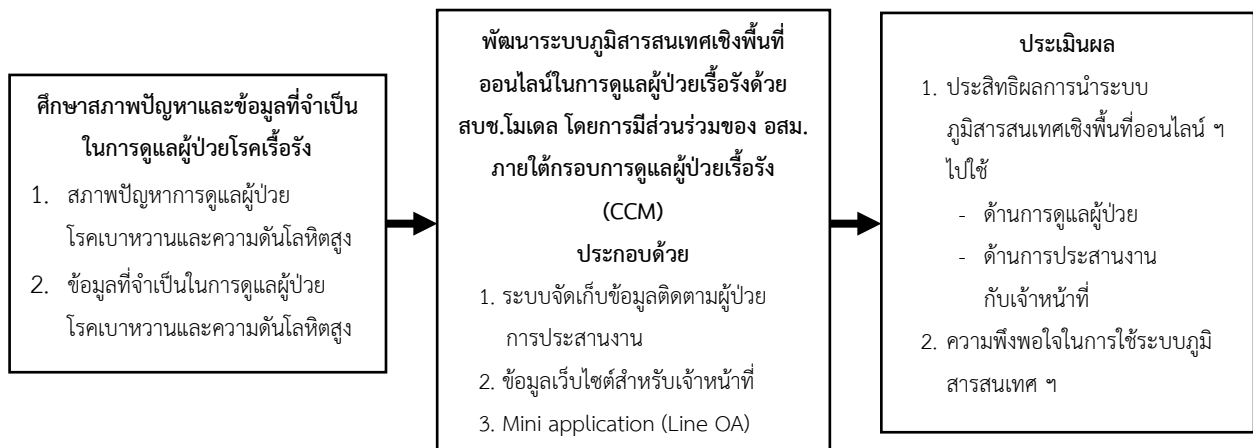 ศึกษาสภาพปัญหาและข้อมูลที่จำเป็น
ในการดูแลผู้ป่วยโรคเรื้อรัง
1. สภาพปัญหาการดูแลผู้ป่วย
โรคเบาหวานและความดันโลหิตสูง
2. ข้อมูลที่จำเป็นในการดูแลผู้ป่วย
โรคเบาหวานและความดันโลหิตสูง
พัฒนาระบบภูมิสารสนเทศเชิงพื้นที่
ออนไลน์ในการดูแลผู้ป่วยเรื้อรังด้วย
สบช.โมเดล โดยการมีส่วนร่วมของ อสม.
ภายใต้กรอบการดูแลผู้ป่วยเรื้อรัง
(CCM)
ประกอบด้วย
1. ระบบจัดเก็บข้อมูลติดตามผู้ป่วย
การประสานงาน
2. ข้อมูลเว็บไซต์สำหรับเจ้าหน้าที่
3. Mini application (Line OA)
ประเมินผล
1. ประสิทธิผลการนำระบบ
ภูมิสารสนเทศเชิงพื้นที่ออนไลน์ ฯ
ไปใช้
- ด้านการดูแลผู้ป่วย
- ด้านการประสานงาน
กับเจ้าหน้าที่
2. ความพึงพอใจในการใช้ระบบภูมิ
สารสนเทศ ฯ